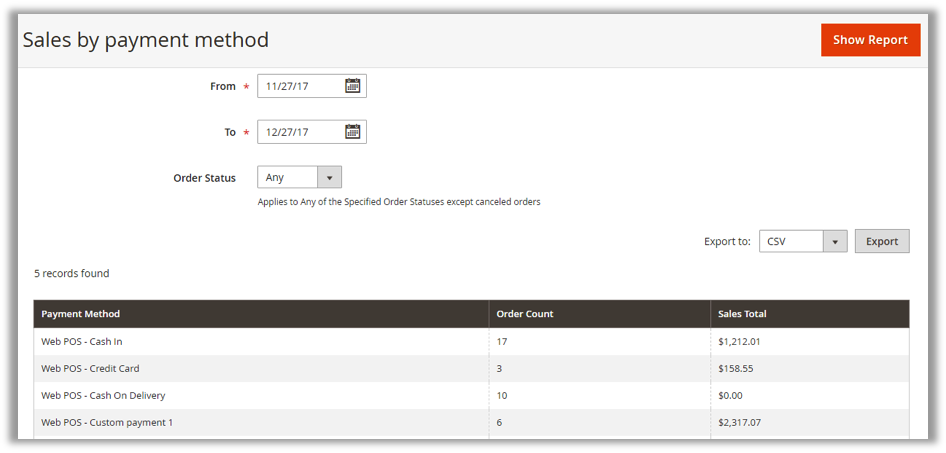 Sales by payment method
Show Report
From *
11/27/17
To *
12/27/17
Order Status
Any
Applies to Any of the Specified Order Statuses except canceled orders
Export to: CSV Export
5 records found
Payment Method Order Count Sales Total
Web POS - Cash In 17 $1,212.01
Web POS - Credit Card 3 $158.55
Web POS - Cash On Delivery 10 $0.00
Web POS - Custom payment 1 6 $2,317.07